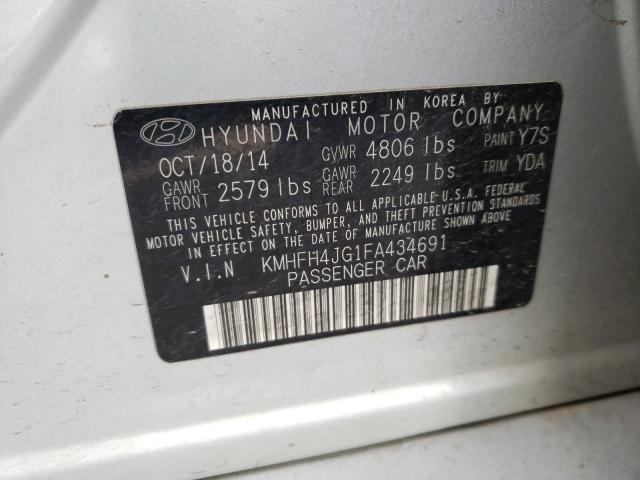 MANUFACTURED IN KOREA BY
HYUNDAI MOTOR COMPANY
OCT/18/14 GVWR 4806 lbs PAINT Y7S
GAWR FRONT 2579 lbs GAWR REAR 2249 lbs TRIM YDA
THIS VEHICLE CONFORMS TO ALL APPLICABLE U.S.A. FEDERAL
MOTOR VEHICLE SAFETY, BUMPER, AND THEFT PREVENTION STANDARDS
IN EFFECT ON THE DATE OF MANUFACTURE SHOWN ABOVE
V.I.N KMHFH4JG1FA434691
PASSENGER CAR